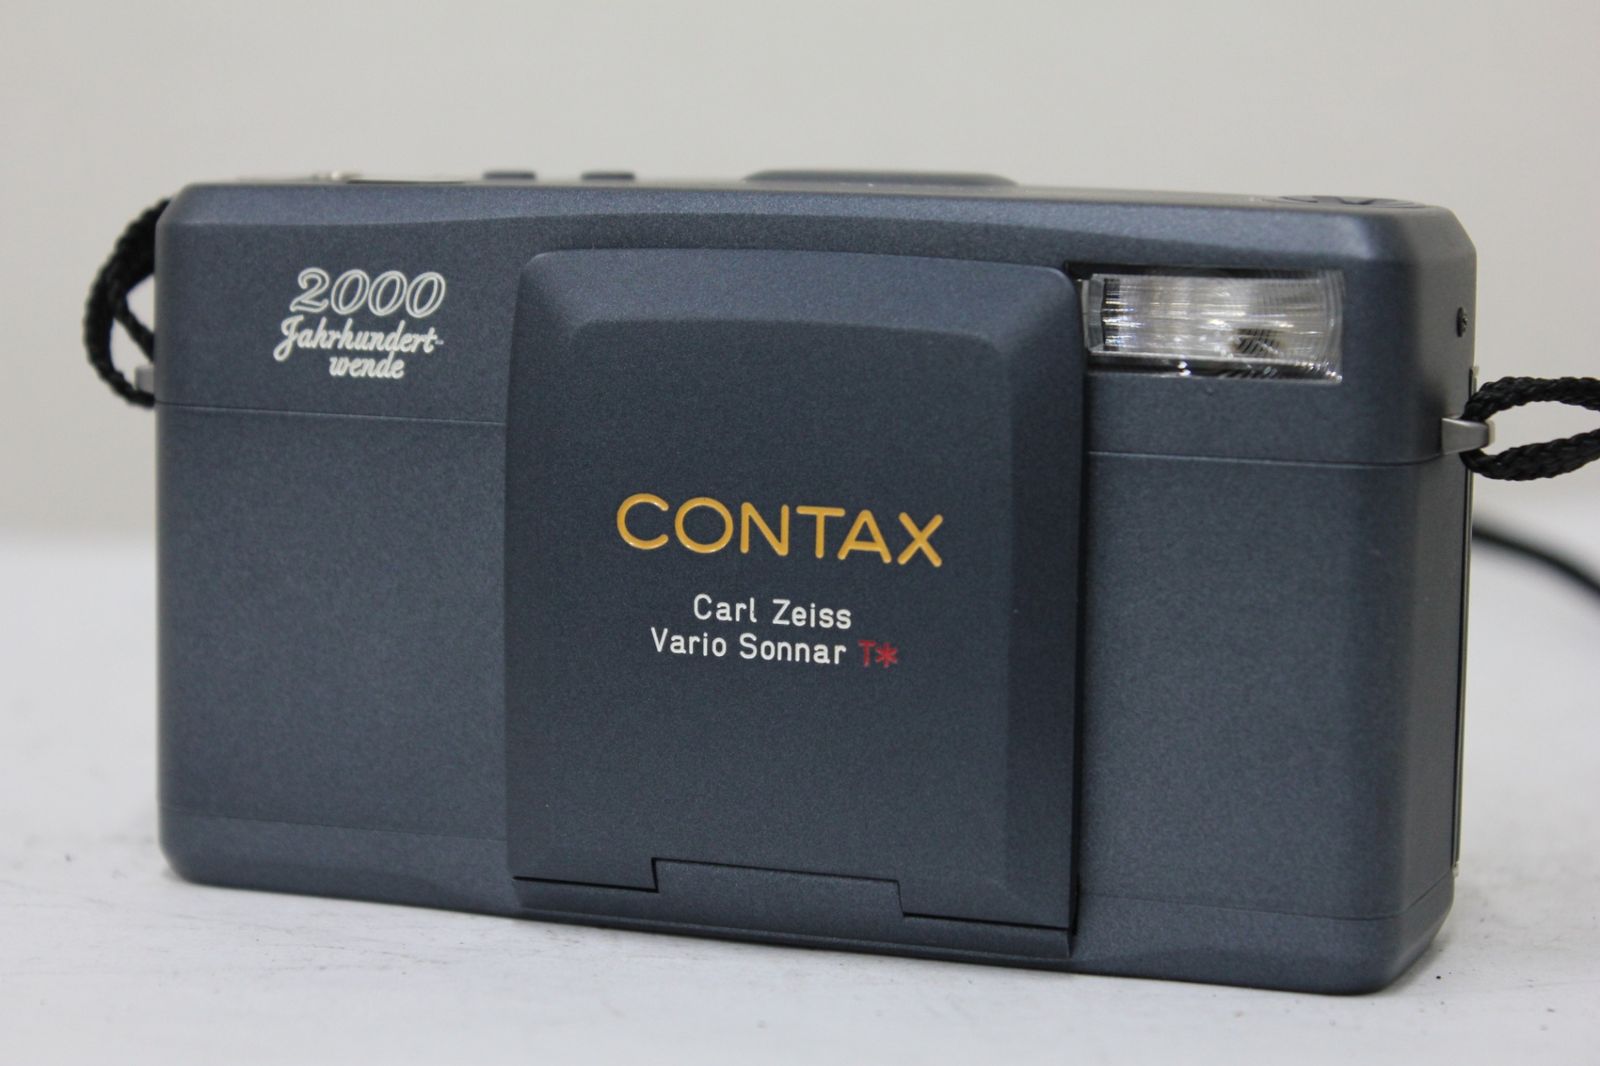 2000
Jahrhundert-
wende
CONTAX
Carl Zeiss
Vario Sonnar T*